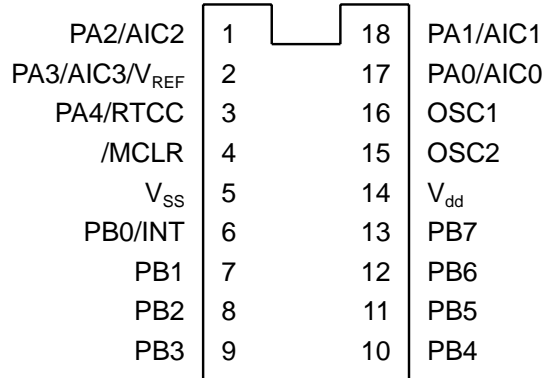 PA2/AIC2 1 18 PA1/AIC1
PA3/AIC3/VREF 2 17 PA0/AIC0
PA4/RTCC 3 16 OSC1
/MCLR 4 15 OSC2
VSS 5 14 Vdd
PB0/INT 6 13 PB7
PB1 7 12 PB6
PB2 8 11 PB5
PB3 9 10 PB4